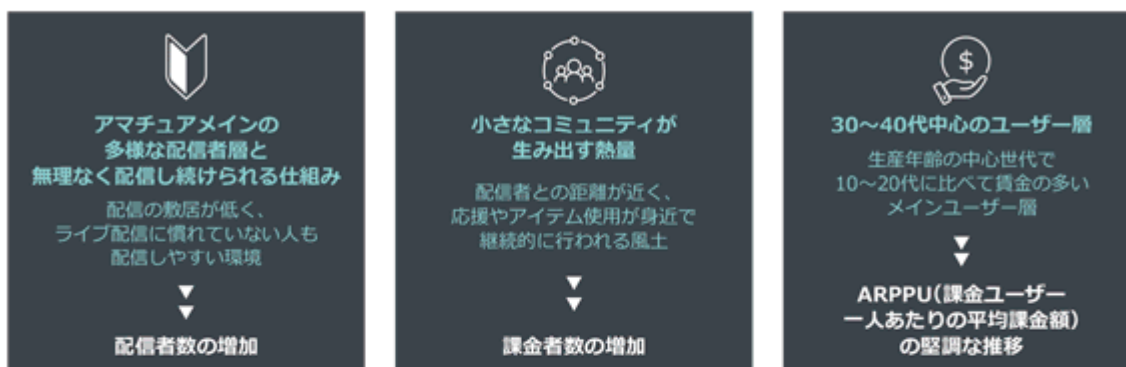 アマチュアメインの
多様な配信者層と
無理なく配信し続けられる仕組み
配信の敷居が低く、
ライブ配信に慣れていない人も
配信しやすい環境
配信者数の増加
小さなコミュニティが
生み出す熱量
配信者との距離が近く、
応援やアイテム使用が身近で
継続的に行われる風土
課金者数の増加
$
30〜40代中心のユーザー層
生産年齢の中心世代で
10〜20代に比べて賃金の多い
メインユーザー層
ARPPU(課金ユーザー
一人あたりの平均課金額)
の堅調な推移